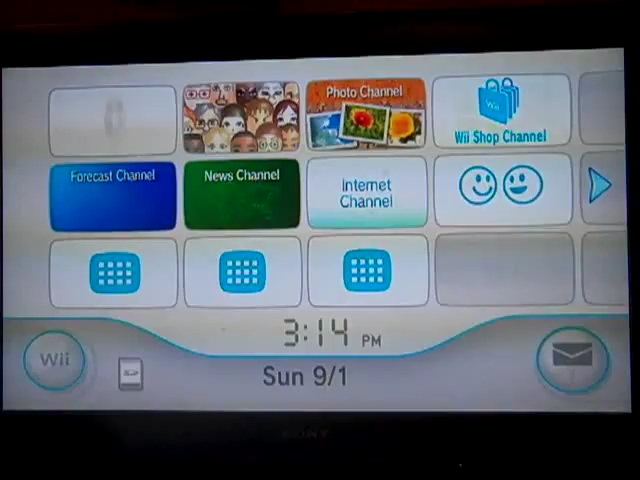 Photo Channel
Wii
Wii Shop Channel
Forecast Channel
News Channel
Internet
Channel
3:14 PM
Wii
Sun 9/1
SONY